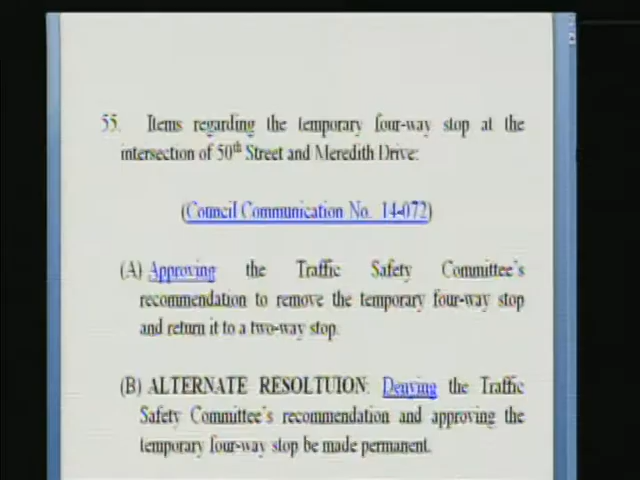 55. Items regarding the temporary four-way stop at the
intersection of 50th Street and Meredith Drive:
(Council Communication No. 14-072)
(A) Approving the Traffic Safety Committee's
recommendation to remove the temporary four-way stop
and return it to a two-way stop.
(B) ALTERNATE RESOLTUION: Denying the Traffic
Safety Committee's recommendation and approving the
temporary four-way stop be made permanent.